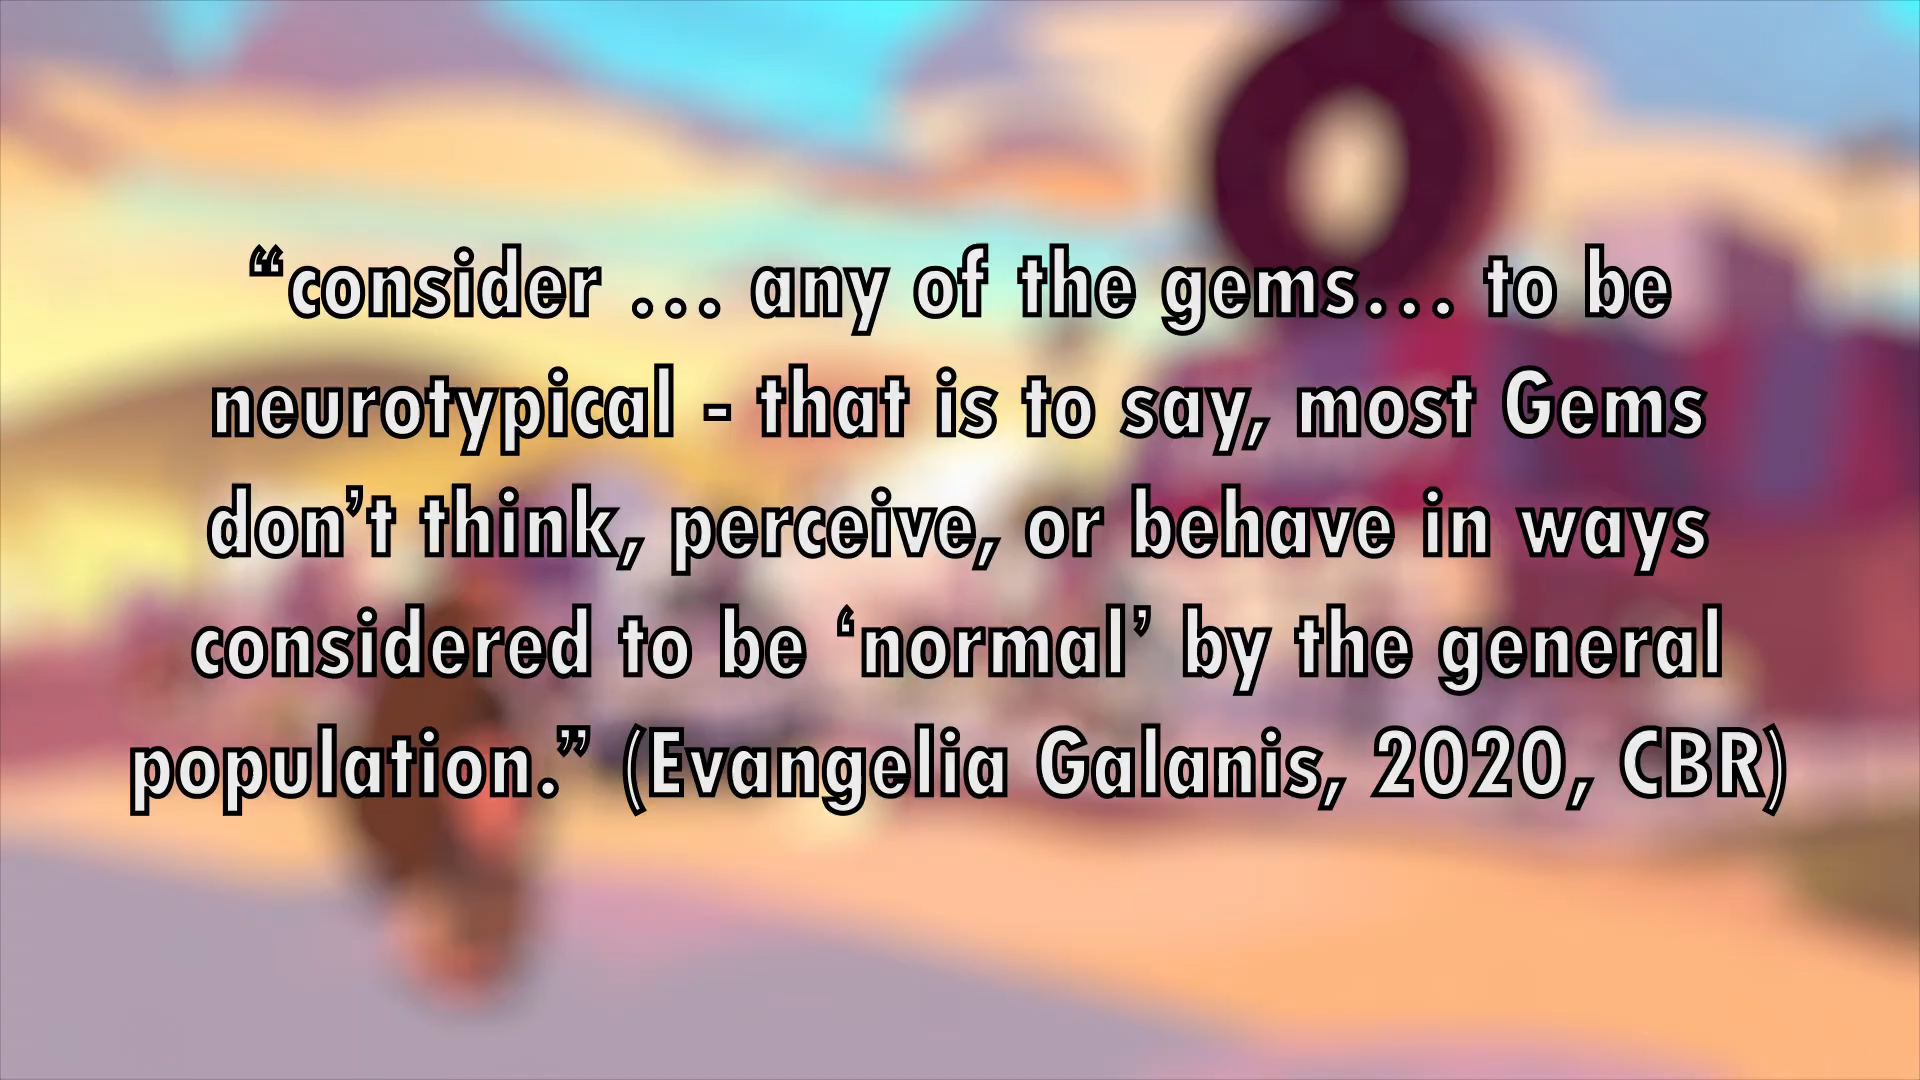 “consider ... any of the gems... to be
neurotypical - that is to say, most Gems
don’t think, perceive, or behave in ways
considered to be ‘normal’ by the general
population.” (Evangelia Galanis, 2020, CBR)